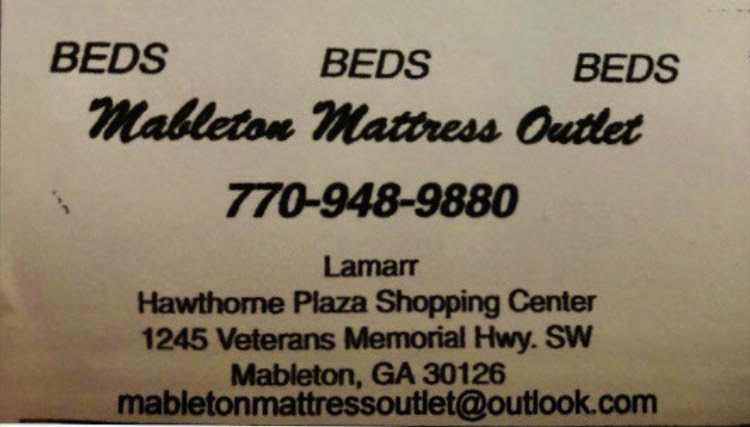 BEDS BEDS BEDS
Mableton Mattress Outlet
770-948-9880
Lamarr
Hawthorne Plaza Shopping Center
1245 Veterans Memorial Hwy. SW
Mableton, GA 30126
mabletonmattressoutlet@outlook.com